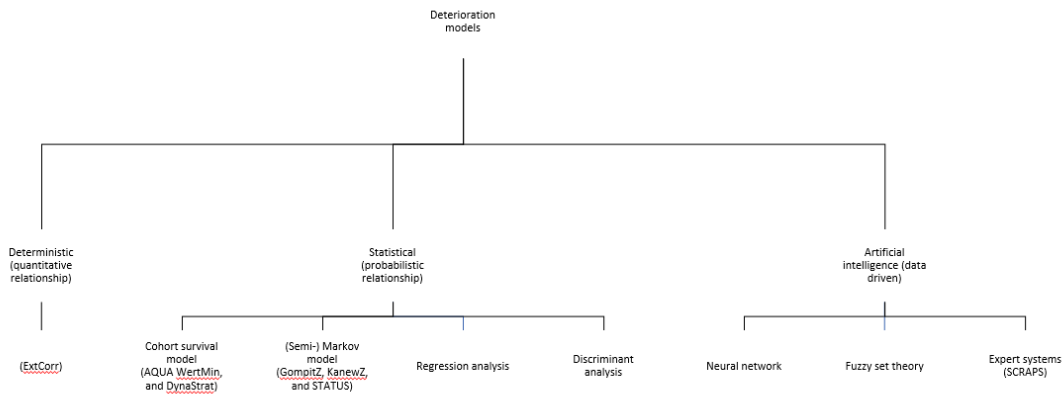 Deterioration
models
Deterministic
(quantitative
relationship)
Statistical
(probabilistic
relationship)
Artificial
intelligence (data
driven)
(ExtCorr)
Cohort survival
model
(AQUA WertMin,
and DynaStrat)
(Semi-) Markov
model
(GompitZ, KanewZ,
and STATUS)
Regression analysis
Discriminant
analysis
Neural network
Fuzzy set theory
Expert systems
(SCRAPS)